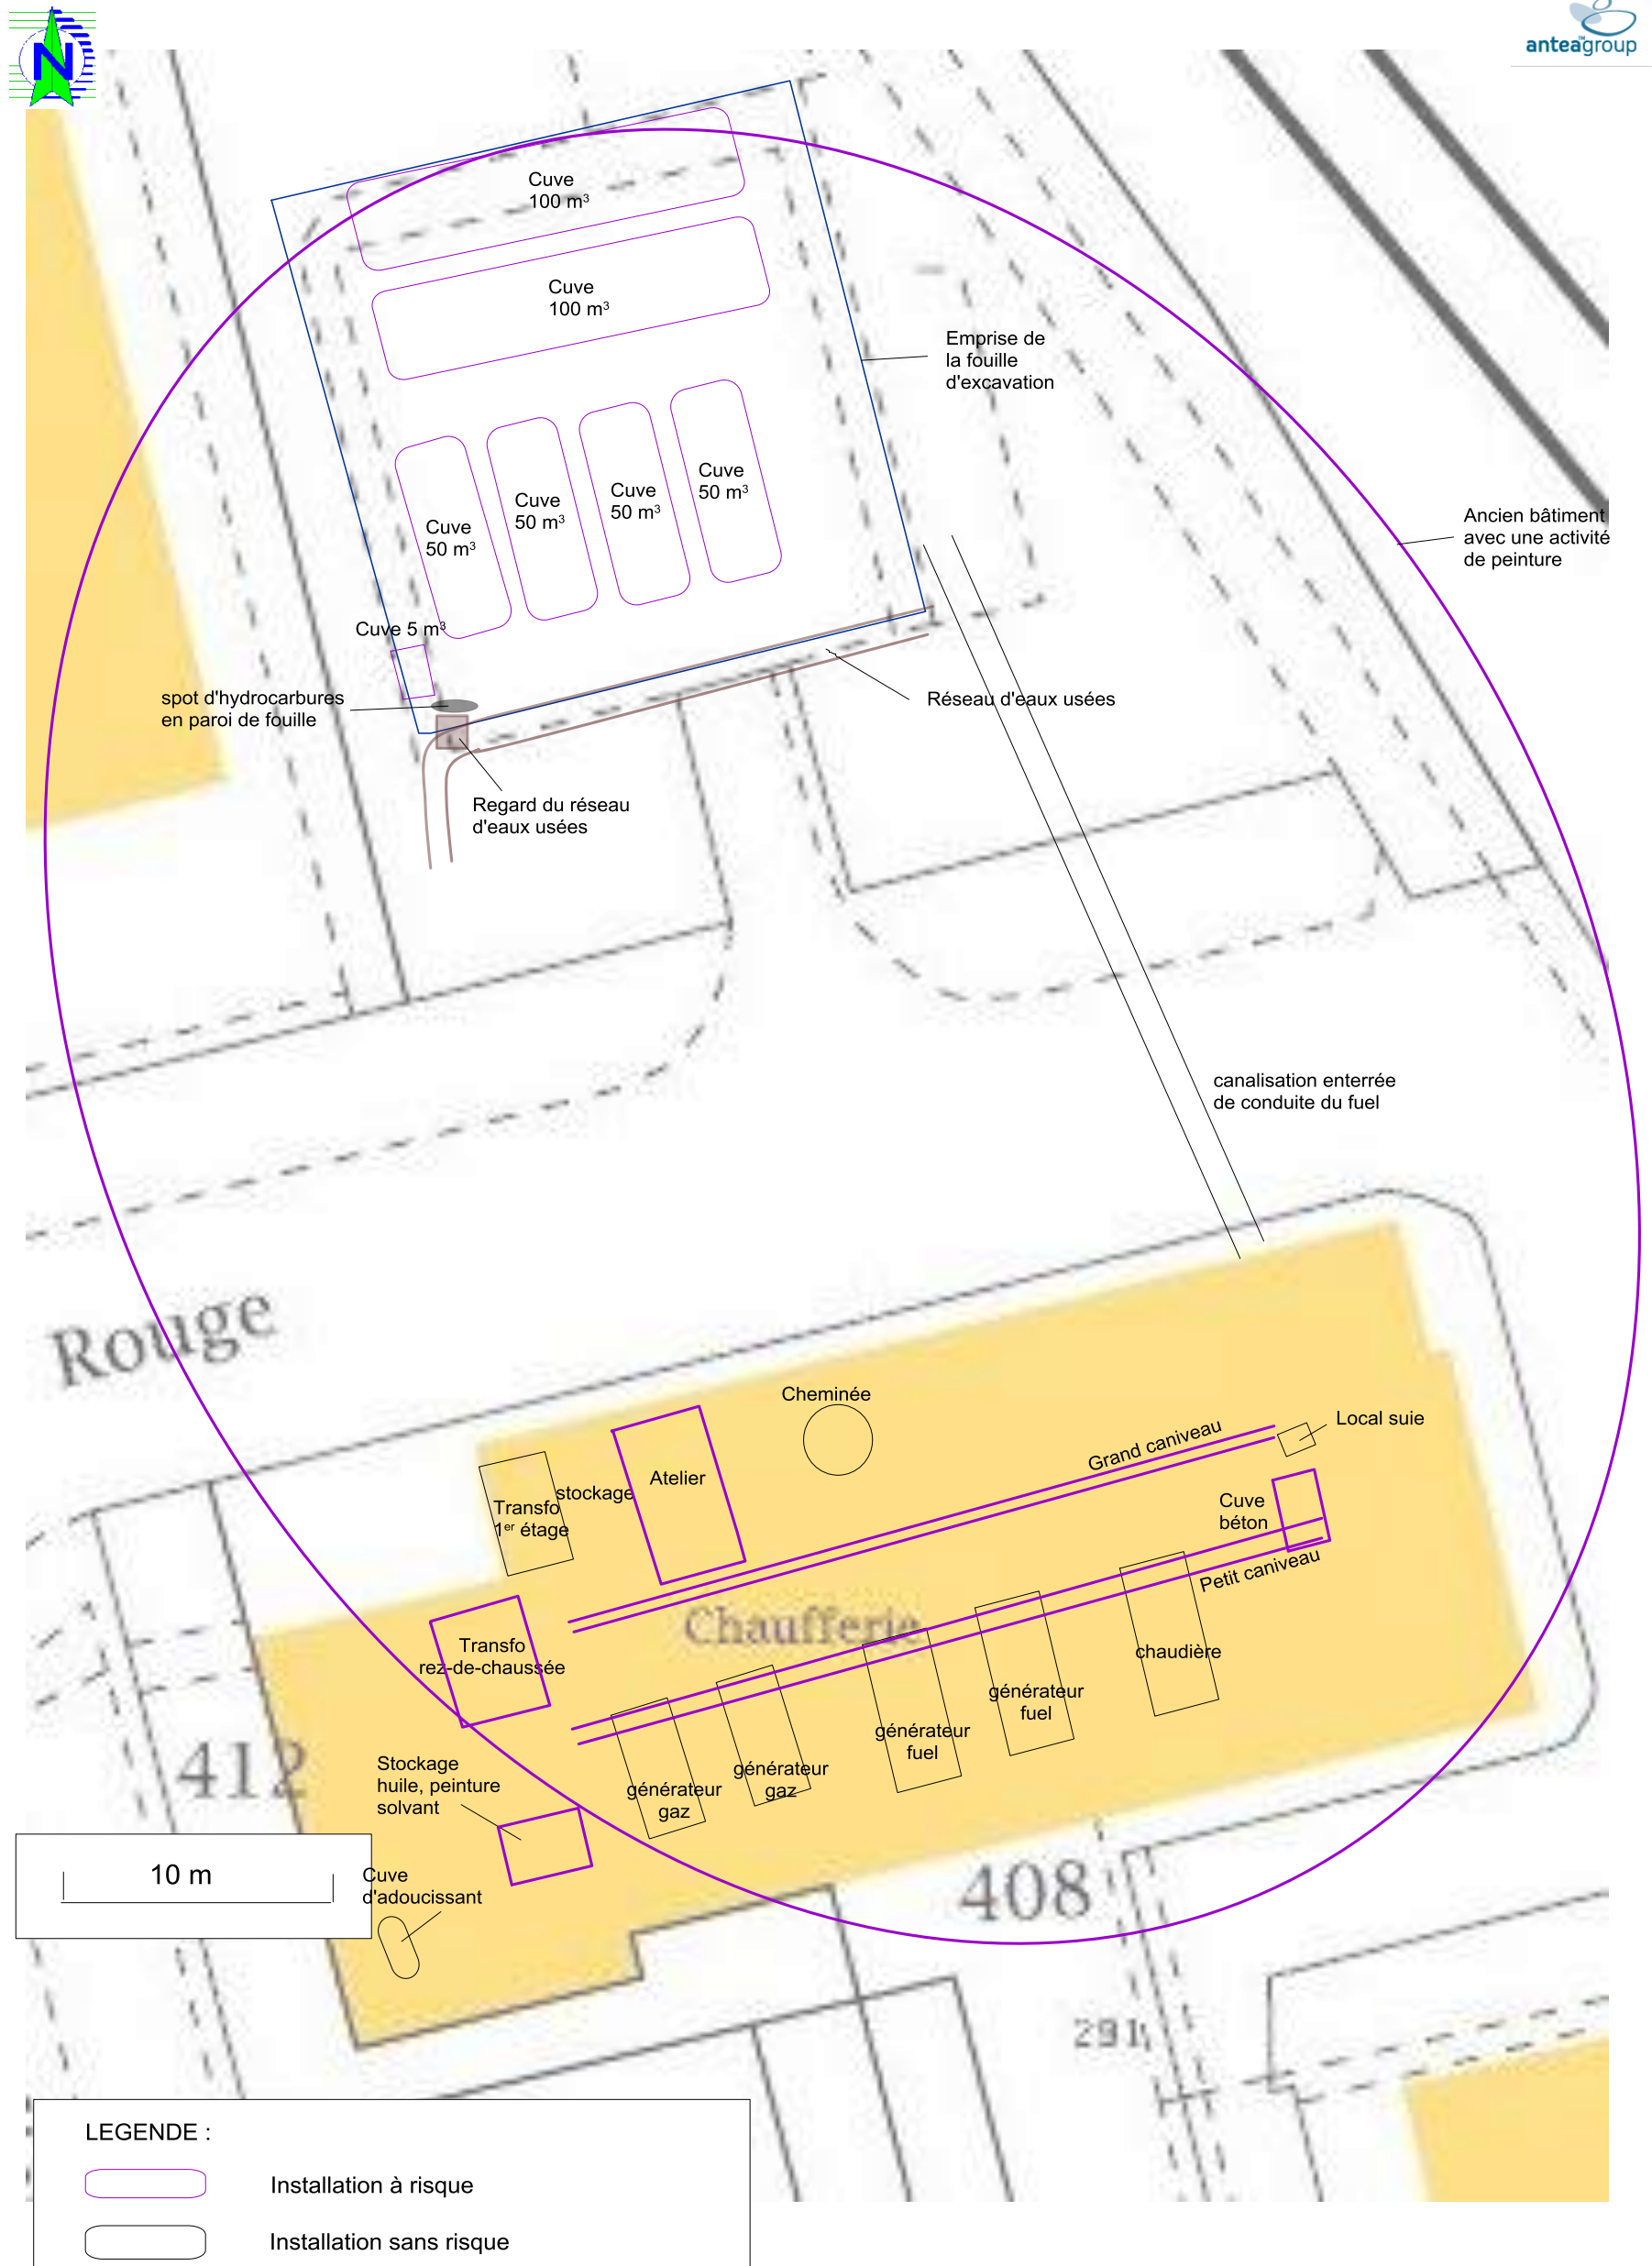 N
anteagroup
Cuve
100 m³
Cuve
100 m³
Emprise de
la fouille
d'excavation
Cuve
50 m³
Cuve
50 m³
Cuve
50 m³
Cuve
50 m³
Ancien bâtiment
avec une activité
de peinture
Cuve 5 m³
spot d'hydrocarbures
en paroi de fouille
Réseau d'eaux usées
Regard du réseau
d'eaux usées
canalisation enterrée
de conduite du fuel
Rouge
Cheminée
Local suie
Grand caniveau
Atelier
stockage
Transfo
1er étage
Cuve
béton
Petit caniveau
Chaufferie
Transfo
rez-de-chaussée
chaudière
générateur
fuel
générateur
fuel
générateur
gaz
générateur
gaz
412
Stockage
huile, peinture
solvant
10 m
Cuve
d'adoucissant
408
291
LEGENDE :
Installation à risque
Installation sans risque